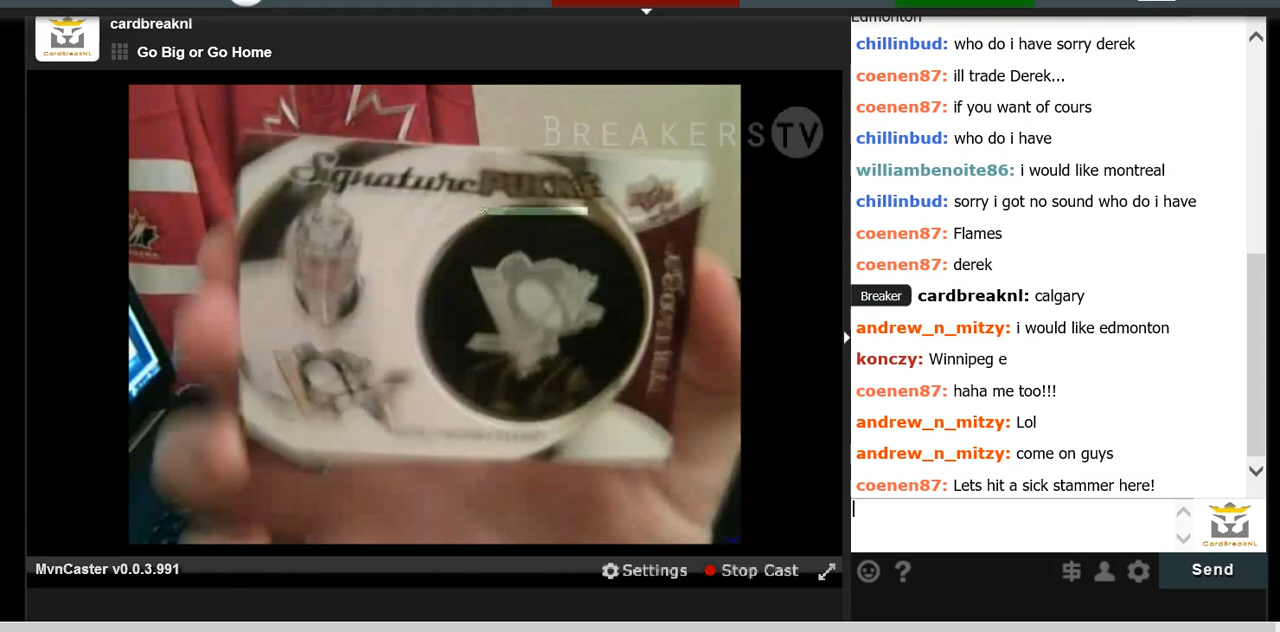 cardbreaknl
Go Big or Go Home
BREAKERSTV
Signature PUCKS
MvnCaster v0.0.3.991
Settings
Stop Cast
Edmonton
chillinbud: who do i have sorry derek
coenen87: ill trade Derek...
coenen87: if you want of cours
chillinbud: who do i have
williambenoite86: i would like montreal
chillinbud: sorry i got no sound who do i have
coenen87: Flames
coenen87: derek
Breaker cardbreaknl: calgary
andrew_n_mitzy: i would like edmonton
konczy: Winnipeg e
coenen87: haha me too!!!
andrew_n_mitzy: Lol
andrew_n_mitzy: come on guys
coenen87: Lets hit a sick stammer here!
CardBreakNL
Send